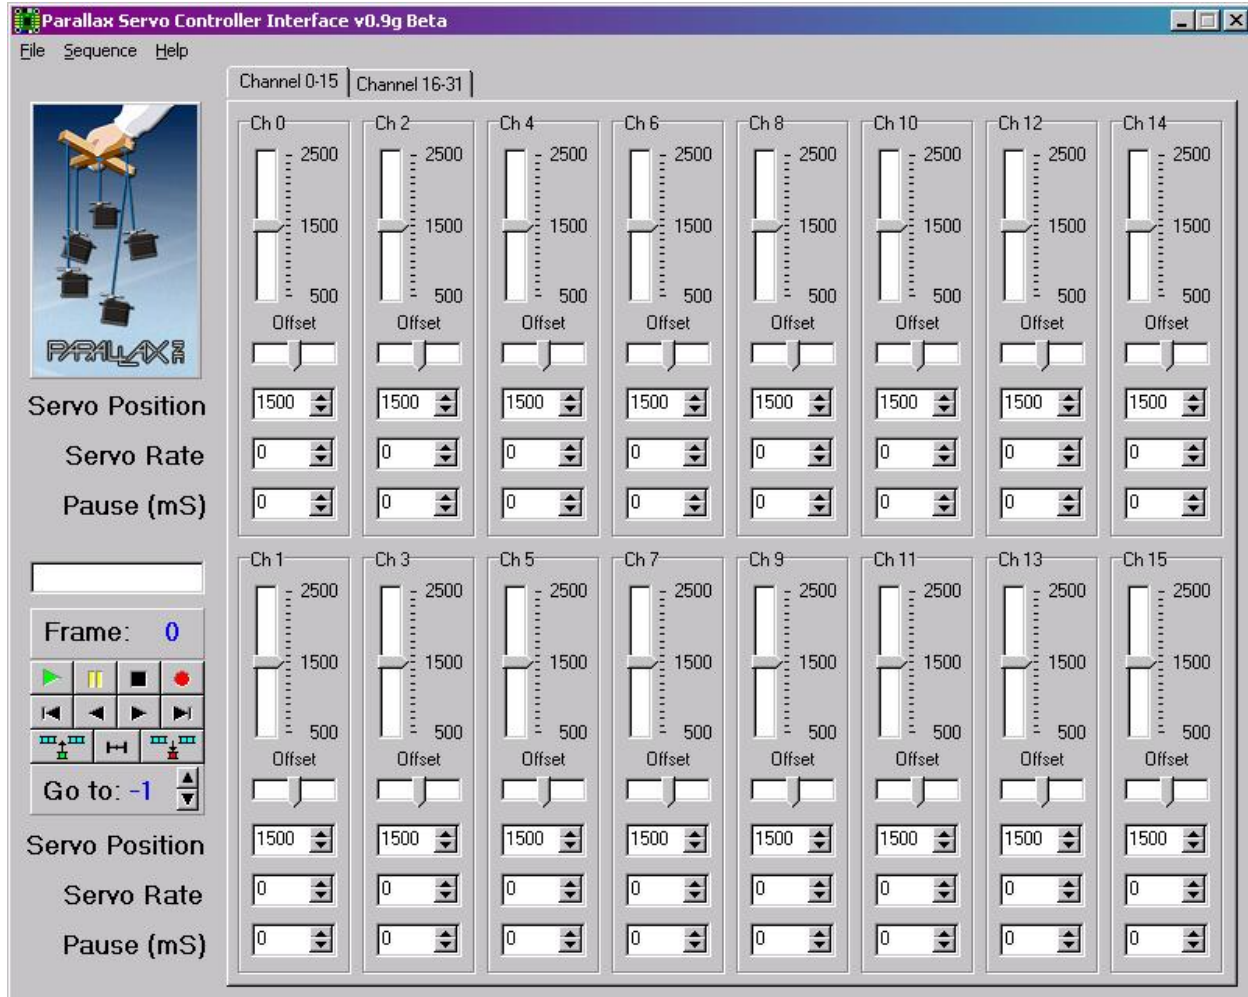 Parallax Servo Controller Interface v0.9g Beta
File Sequence Help
Channel 0-15 Channel 16-31
Ch 0 Ch 2 Ch 4 Ch 6 Ch 8 Ch 10 Ch 12 Ch 14
2500 2500 2500 2500 2500 2500 2500 2500
1500 1500 1500 1500 1500 1500 1500 1500
500 500 500 500 500 500 500 500
Offset Offset Offset Offset Offset Offset Offset Offset
PARALLAX INC
Servo Position 1500 1500 1500 1500 1500 1500 1500 1500
Servo Rate 0 0 0 0 0 0 0 0
Pause (mS) 0 0 0 0 0 0 0 0
Ch 1 Ch 3 Ch 5 Ch 7 Ch 9 Ch 11 Ch 13 Ch 15
2500 2500 2500 2500 2500 2500 2500 2500
Frame: 0
1500 1500 1500 1500 1500 1500 1500 1500
500 500 500 500 500 500 500 500
Offset Offset Offset Offset Offset Offset Offset Offset
Go to: -1
Servo Position 1500 1500 1500 1500 1500 1500 1500 1500
Servo Rate 0 0 0 0 0 0 0 0
Pause (mS) 0 0 0 0 0 0 0 0